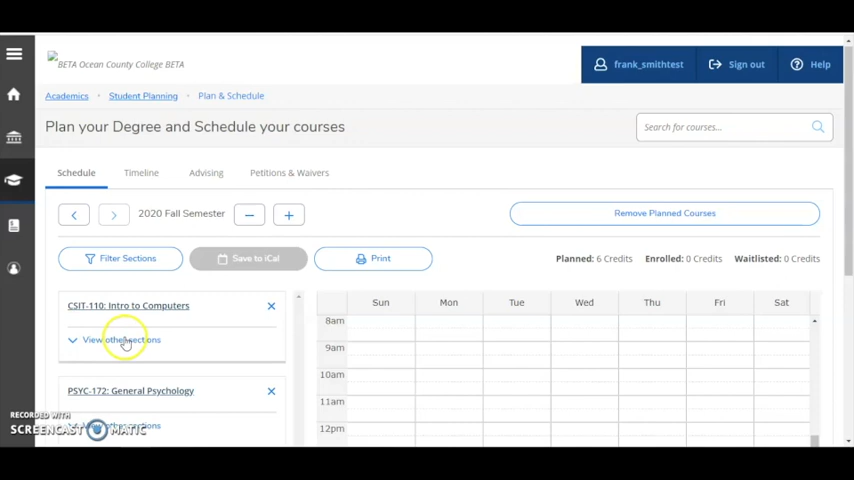 BETA Ocean County College BETA
frank_smithtest
Sign out
Help
Academics · Student Planning · Plan & Schedule
Plan your Degree and Schedule your courses
Search for courses...
Schedule
Timeline
Advising
Petitions & Waivers
2020 Fall Semester
Remove Planned Courses
Filter Sections
Save to iCal
Print
Planned: 6 Credits
Enrolled: 0 Credits
Waitlisted: 0 Credits
CSIT-110: Intro to Computers
View other sections
PSYC-172: General Psychology
View other sections
Sun
Mon
Tue
Wed
Thu
Fri
Sat
8am
9am
10am
11am
12pm
RECORDED WITH
SCREENCAST MATIC